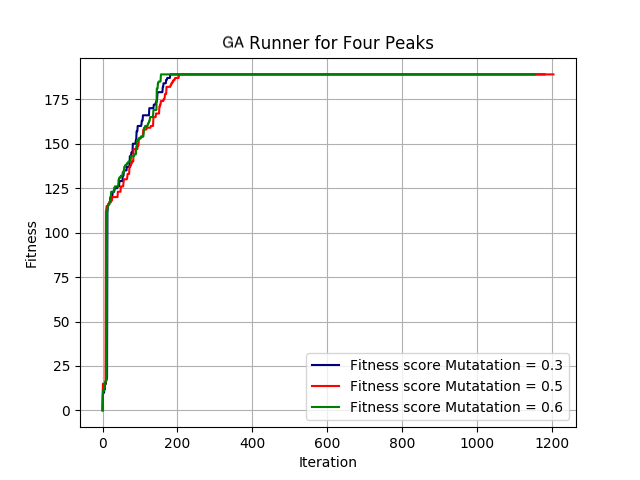 GA Runner for Four Peaks
Fitness
175
150
125
100
75
50
25
0
Fitness score Mutatation = 0.3
Fitness score Mutatation = 0.5
Fitness score Mutatation = 0.6
0 200 400 600 800 1000 1200
Iteration